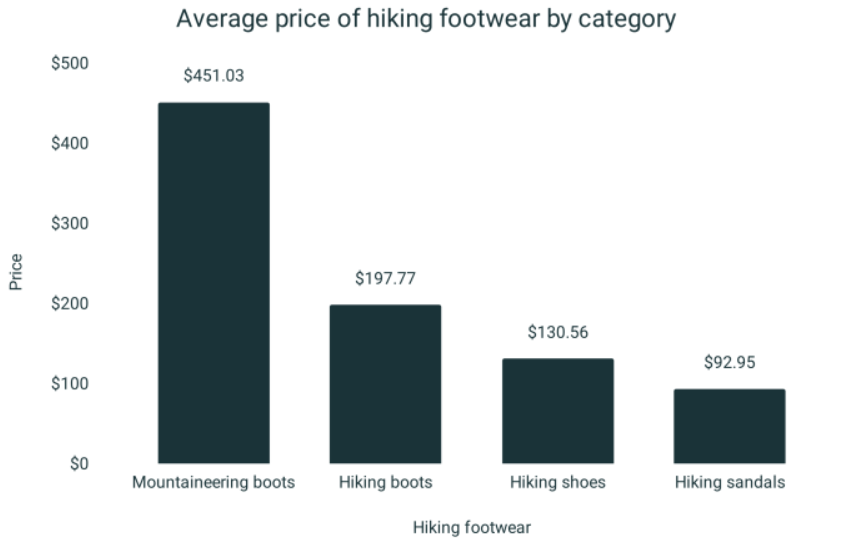 Average price of hiking footwear by category
$500
$451.03
$400
$300
Price
$197.77
$200
$130.56
$92.95
$100
$0
Mountaineering boots
Hiking boots
Hiking shoes
Hiking sandals
Hiking footwear